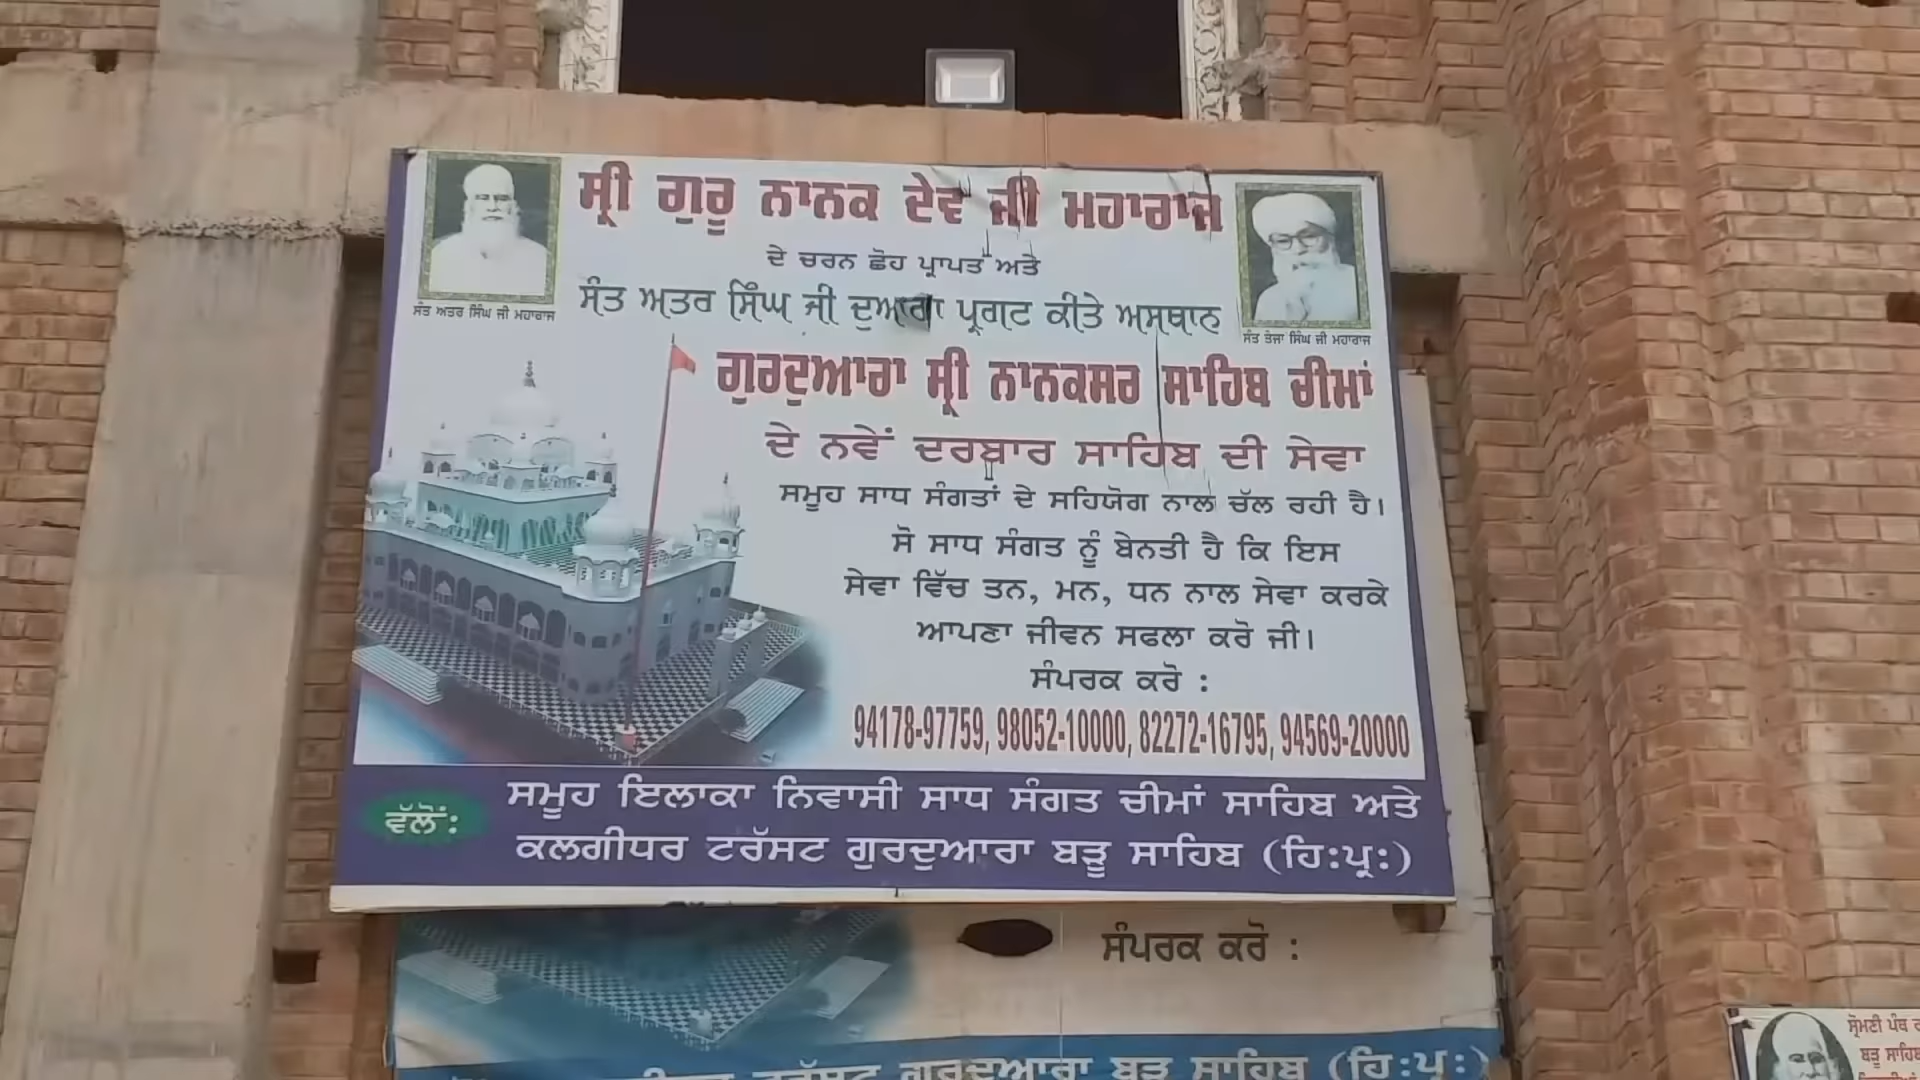 ਸ੍ਰੀ ਗੁਰੂ ਨਾਨਕ ਦੇਵ ਜੀ ਮਹਾਰਾਜ
ਦੇ ਚਰਨ ਛੋਹ ਪ੍ਰਾਪਤ ਅਤੇ
ਸੰਤ ਅਤਰ ਸਿੰਘ ਜੀ ਦੁਆਰਾ ਪ੍ਰਗਟ ਕੀਤੇ ਅਸਥਾਨ
ਸੰਤ ਅਤਰ ਸਿੰਘ ਜੀ ਮਹਾਰਾਜ
ਸੰਤ ਤੇਜਾ ਸਿੰਘ ਜੀ ਮਹਾਰਾਜ
ਗੁਰਦੁਆਰਾ ਸ੍ਰੀ ਨਾਨਕਸਰ ਸਾਹਿਬ ਚੀਮਾਂ
ਦੇ ਨਵੇਂ ਦਰਬਾਰ ਸਾਹਿਬ ਦੀ ਸੇਵਾ
ਸਮੂਹ ਸਾਧ ਸੰਗਤਾਂ ਦੇ ਸਹਿਯੋਗ ਨਾਲ ਚੱਲ ਰਹੀ ਹੈ।
ਸੋ ਸਾਧ ਸੰਗਤ ਨੂੰ ਬੇਨਤੀ ਹੈ ਕਿ ਇਸ
ਸੇਵਾ ਵਿੱਚ ਤਨ, ਮਨ, ਧਨ ਨਾਲ ਸੇਵਾ ਕਰਕੇ
ਆਪਣਾ ਜੀਵਨ ਸਫਲਾ ਕਰੋ ਜੀ।
ਸੰਪਰਕ ਕਰੋ :
94178-97759, 98052-10000, 82272-16795, 94569-20000
ਵੱਲੋਂ:
ਸਮੂਹ ਇਲਾਕਾ ਨਿਵਾਸੀ ਸਾਧ ਸੰਗਤ ਚੀਮਾਂ ਸਾਹਿਬ ਅਤੇ
ਕਲਗੀਧਰ ਟਰੱਸਟ ਗੁਰਦੁਆਰਾ ਬੜੂ ਸਾਹਿਬ (ਹਿ:ਪ੍ਰ:)
ਸੰਪਰਕ ਕਰੋ :
ਟਰੱਸਟ ਗੁਰਦੁਆਰਾ ਬੜੂ ਸਾਹਿਬ (ਹਿ:ਪ੍ਰ:)
ਸ੍ਰੋਮਣੀ ਪੰਥ
ਬੜੂ ਸਾਹਿਬ